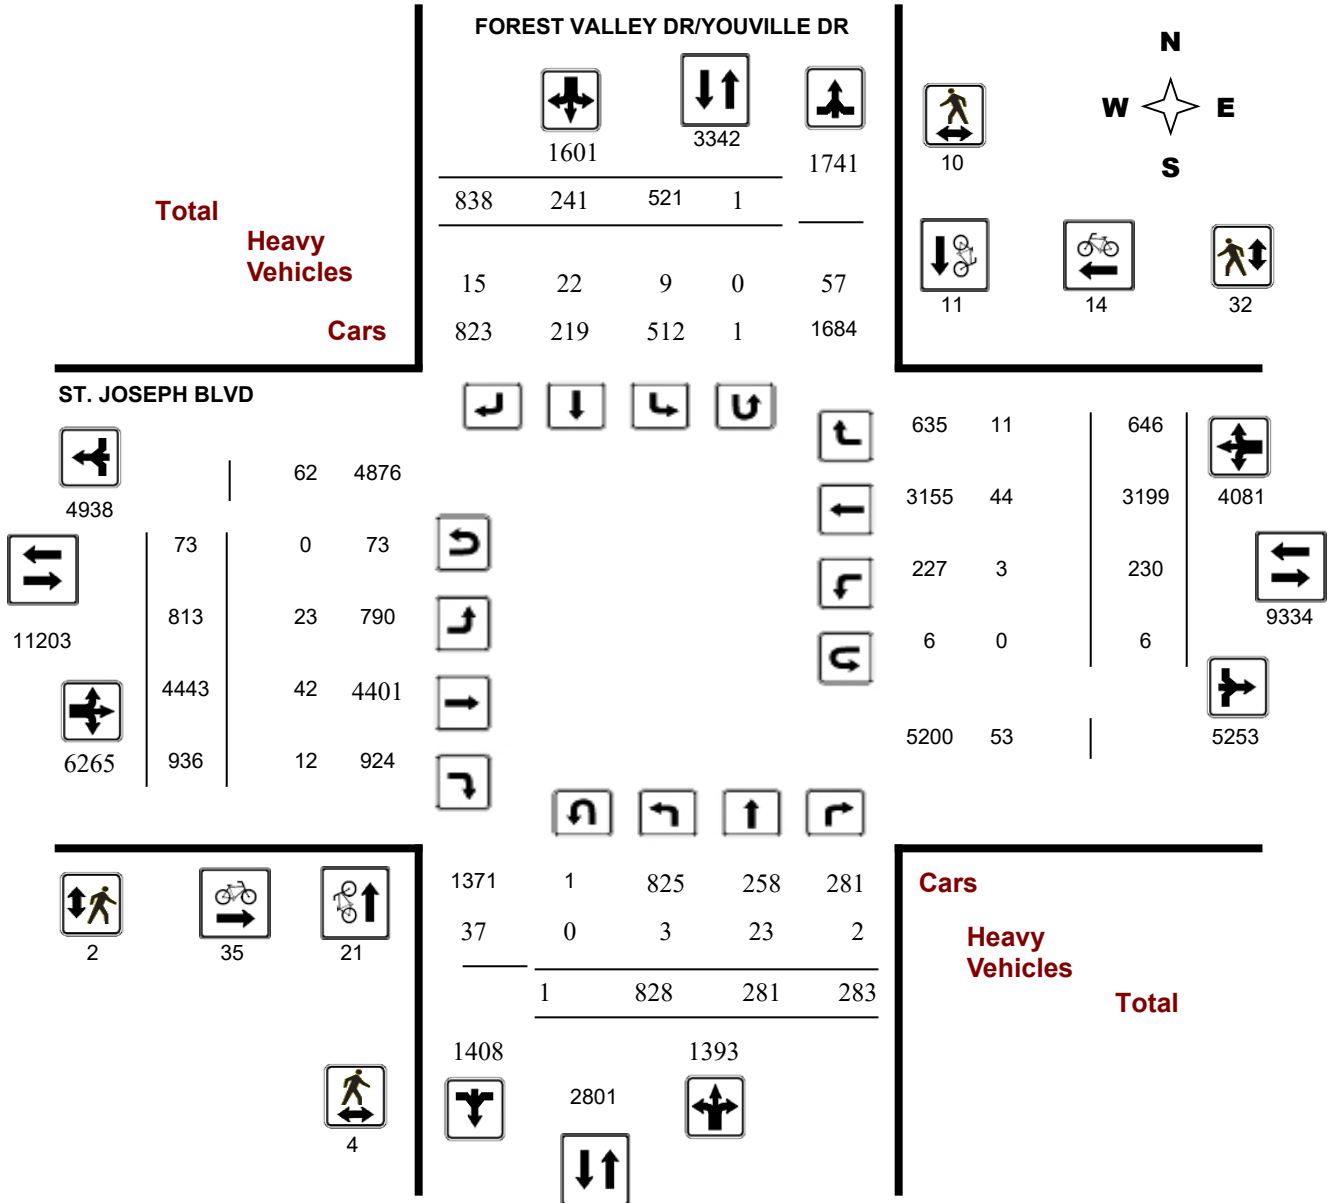 FOREST VALLEY DR/YOUVILLE DR
N
W E
S
1601
3342
1741
10
838 241 521 1
Total
Heavy
Vehicles
15 22 9 0 57
11 14 32
Cars
823 219 512 1 1684
ST. JOSEPH BLVD
635 11 646
62 4876
4938
3155 44 3199 4081
73 0 73
227 3 230
813 23 790
9334
11203
6 0 6
4443 42 4401
5200 53 5253
6265 936 12 924
1371 1 825 258 281
Cars
37 0 3 23 2
Heavy
Vehicles
2 35 21
1 828 281 283
Total
1408 1393
2801
4